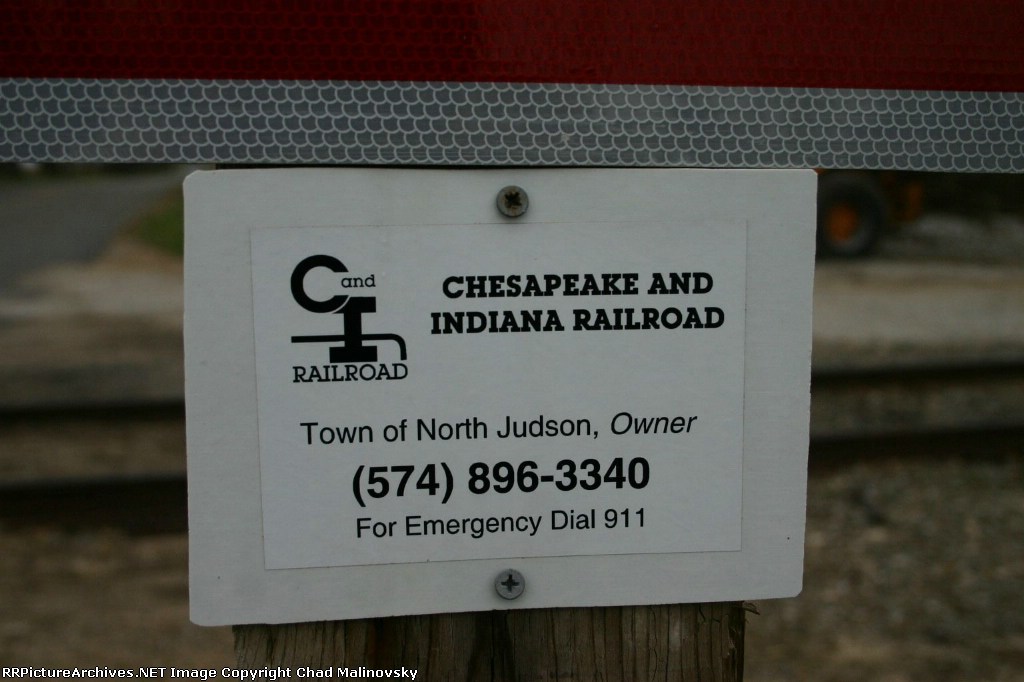 C and I
RAILROAD
CHESAPEAKE AND
INDIANA RAILROAD
Town of North Judson, Owner
(574) 896-3340
For Emergency Dial 911
RRPictureArchives.NET Image Copyright Chad Malinovsky